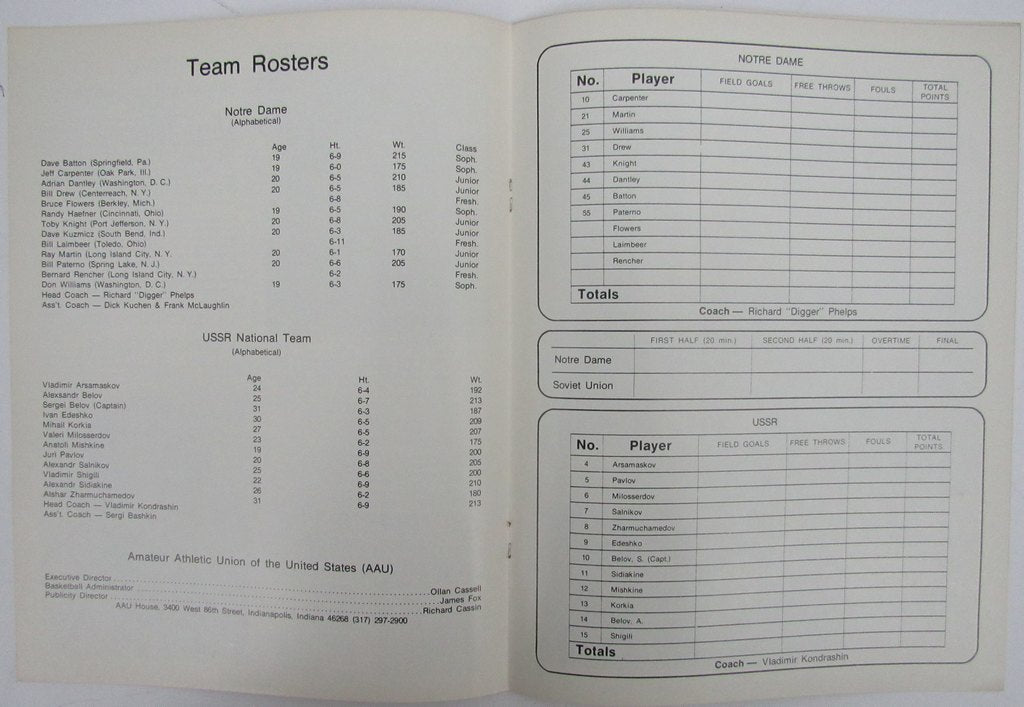 Team Rosters
Notre Dame
(Alphabetical)
Age Ht. Wt. Class
Dave Batton (Springfield, Pa.) 19 6-9 215 Soph.
Jeff Carpenter (Oak Park, Ill.) 19 6-0 175 Soph.
Adrian Dantley (Washington, D. C.) 20 6-5 210 Junior
Bill Drew (Centerreach, N. Y.) 20 6-5 185 Junior
Bruce Flowers (Berkley, Mich.) 6-8 Fresh.
Randy Haefner (Cincinnati, Ohio) 19 6-5 190 Soph.
Toby Knight (Port Jefferson, N. Y.) 20 6-8 205 Junior
Dave Kuzmicz (South Bend, Ind.) 20 6-3 185 Junior
Bill Laimbeer (Toledo, Ohio) 6-11 Fresh.
Ray Martin (Long Island City, N. Y. 20 6-1 170 Junior
Bill Paterno (Spring Lake, N. J.) 20 6-6 205 Junior
Bernard Rencher (Long Island City, N. Y.) 6-2 Fresh.
Don Williams (Washington, D. C.) 19 6-3 175 Soph.
Head Coach — Richard "Digger" Phelps
Ass't. Coach — Dick Kuchen & Frank McLaughlin
USSR National Team
(Alphabetical)
Age Ht. Wt.
Vladimir Arsamaskov 24 6-4 192
Alexsandr Belov 25 6-7 213
Sergei Belov (Captain) 31 6-3 187
Ivan Edeshko 30 6-5 209
Mihail Korkia 27 6-5 207
Valeri Milosserdov 23 6-2 175
Anatoli Mishkine 19 6-9 200
Juri Pavlov 20 6-8 205
Alexandr Salnikov 25 6-6 200
Vladimir Shigili 22 6-9 210
Alexandr Sidiakine 26 6-2 180
Alshar Zharmuchamedov 31 6-9 213
Head Coach — Vladimir Kondrashin
Ass't. Coach — Sergi Bashkin
Amateur Athletic Union of the United States (AAU)
Executive Director Ollan Cassell
Basketball Administrator James Fox
Publicity Director Richard Cassin
AAU House, 3400 West 86th Street, Indianapolis, Indiana 46268 (317) 297-2900
NOTRE DAME
No. Player FIELD GOALS FREE THROWS FOULS TOTAL POINTS
10 Carpenter
21 Martin
25 Williams
31 Drew
43 Knight
44 Dantley
45 Batton
55 Paterno
Flowers
Laimbeer
Rencher
Totals
Coach — Richard "Digger" Phelps
FIRST HALF (20 min.) SECOND HALF (20 min.) OVERTIME FINAL
Notre Dame
Soviet Union
USSR
No. Player FIELD GOALS FREE THROWS FOULS TOTAL POINTS
4 Arsamaskov
5 Pavlov
6 Milosserdov
7 Salnikov
8 Zharmuchamedov
9 Edeshko
10 Belov, S. (Capt.)
11 Sidiakine
12 Mishkine
13 Korkia
14 Belov, A.
15 Shigili
Totals
Coach — Vladimir Kondrashin